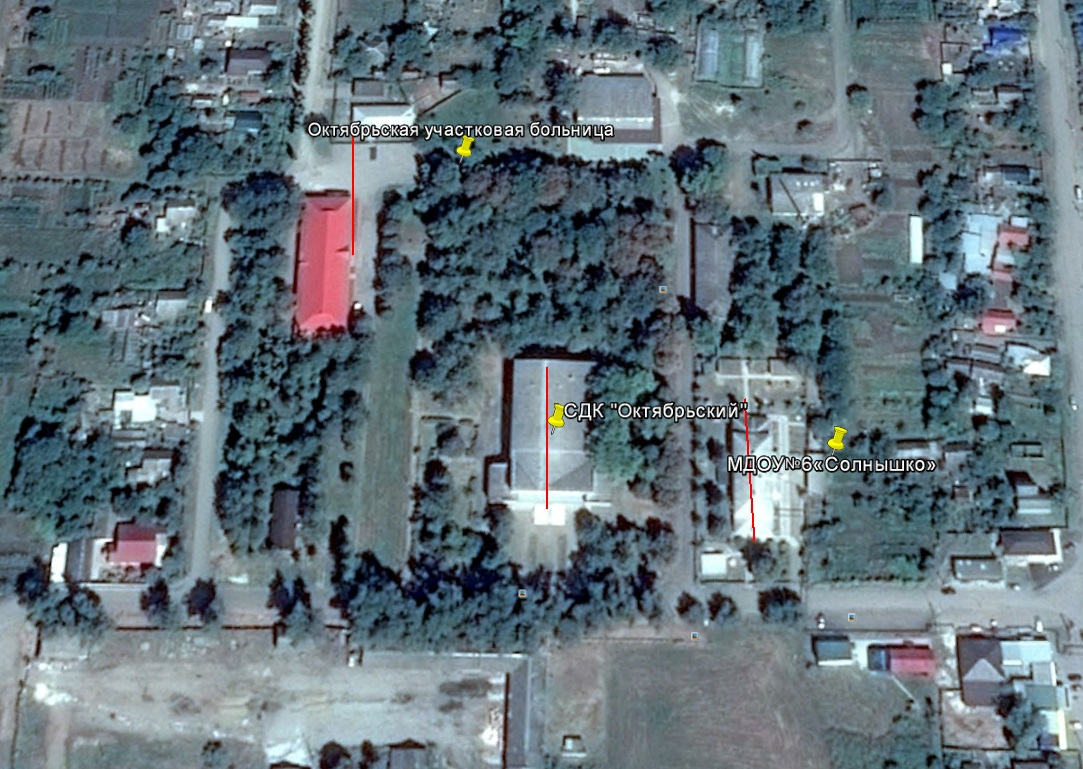 Октябрьская участковая больница
СДК "Октябрьский"
МДОУ№6«Солнышко»